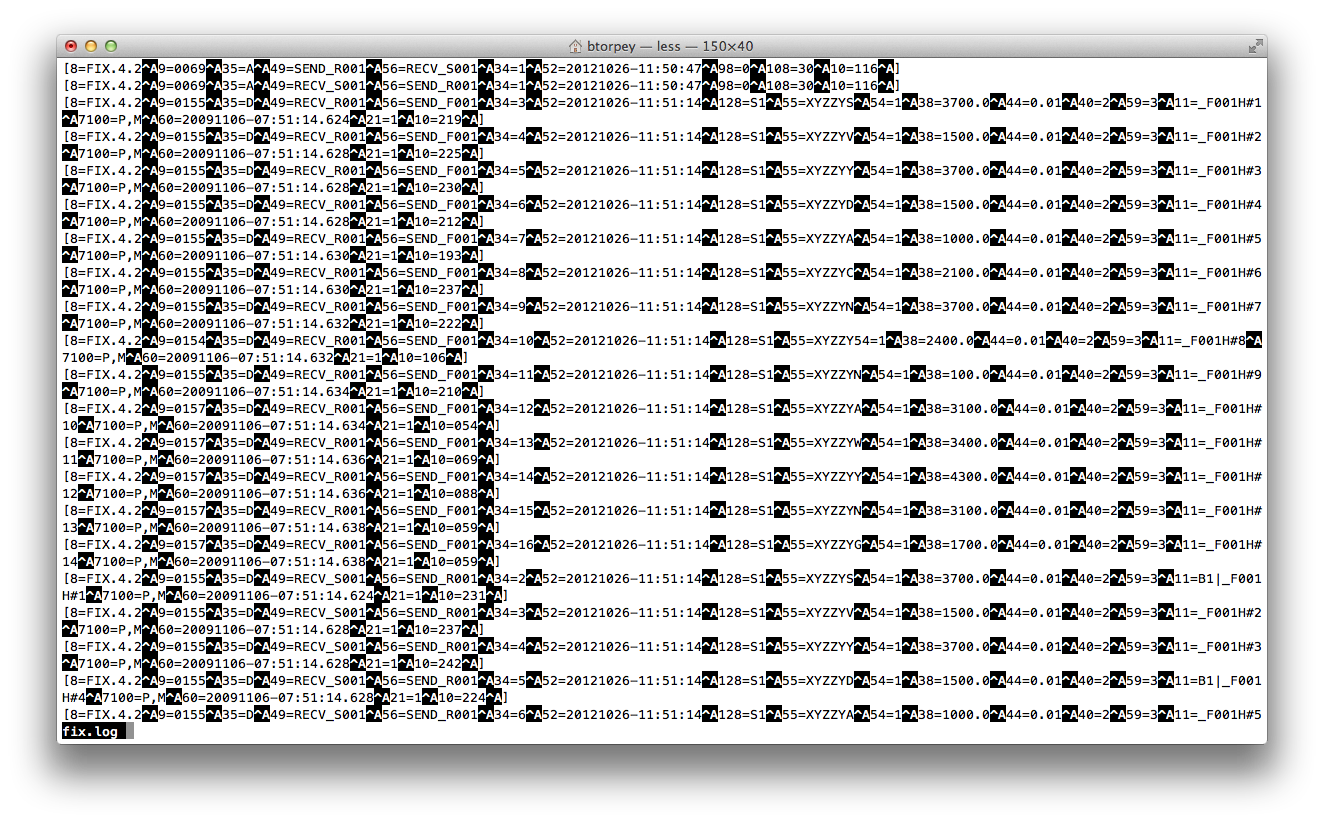 btorpey — less — 150×40
[8=FIX.4.2^A9=0069^A35=A^A49=SEND_R001^A56=RECV_S001^A34=1^A52=20121026-11:50:47^A98=0^A108=30^A10=116^A]
[8=FIX.4.2^A9=0069^A35=A^A49=RECV_S001^A56=SEND_R001^A34=1^A52=20121026-11:50:47^A98=0^A108=30^A10=116^A]
[8=FIX.4.2^A9=0155^A35=D^A49=RECV_R001^A56=SEND_F001^A34=3^A52=20121026-11:51:14^A128=S1^A55=XYZZYS^A54=1^A38=3700.0^A44=0.01^A40=2^A59=3^A11=_F001H#1
^A7100=P,M^A60=20091106-07:51:14.624^A21=1^A10=219^A]
[8=FIX.4.2^A9=0155^A35=D^A49=RECV_R001^A56=SEND_F001^A34=4^A52=20121026-11:51:14^A128=S1^A55=XYZZYV^A54=1^A38=1500.0^A44=0.01^A40=2^A59=3^A11=_F001H#2
^A7100=P,M^A60=20091106-07:51:14.628^A21=1^A10=225^A]
[8=FIX.4.2^A9=0155^A35=D^A49=RECV_R001^A56=SEND_F001^A34=5^A52=20121026-11:51:14^A128=S1^A55=XYZZYY^A54=1^A38=3700.0^A44=0.01^A40=2^A59=3^A11=_F001H#3
^A7100=P,M^A60=20091106-07:51:14.628^A21=1^A10=230^A]
[8=FIX.4.2^A9=0155^A35=D^A49=RECV_R001^A56=SEND_F001^A34=6^A52=20121026-11:51:14^A128=S1^A55=XYZZYD^A54=1^A38=1500.0^A44=0.01^A40=2^A59=3^A11=_F001H#4
^A7100=P,M^A60=20091106-07:51:14.628^A21=1^A10=212^A]
[8=FIX.4.2^A9=0155^A35=D^A49=RECV_R001^A56=SEND_F001^A34=7^A52=20121026-11:51:14^A128=S1^A55=XYZZYA^A54=1^A38=1000.0^A44=0.01^A40=2^A59=3^A11=_F001H#5
^A7100=P,M^A60=20091106-07:51:14.630^A21=1^A10=193^A]
[8=FIX.4.2^A9=0155^A35=D^A49=RECV_R001^A56=SEND_F001^A34=8^A52=20121026-11:51:14^A128=S1^A55=XYZZYC^A54=1^A38=2100.0^A44=0.01^A40=2^A59=3^A11=_F001H#6
^A7100=P,M^A60=20091106-07:51:14.630^A21=1^A10=237^A]
[8=FIX.4.2^A9=0155^A35=D^A49=RECV_R001^A56=SEND_F001^A34=9^A52=20121026-11:51:14^A128=S1^A55=XYZZYN^A54=1^A38=3700.0^A44=0.01^A40=2^A59=3^A11=_F001H#7
^A7100=P,M^A60=20091106-07:51:14.632^A21=1^A10=222^A]
[8=FIX.4.2^A9=0154^A35=D^A49=RECV_R001^A56=SEND_F001^A34=10^A52=20121026-11:51:14^A128=S1^A55=XYZZY54=1^A38=2400.0^A44=0.01^A40=2^A59=3^A11=_F001H#8^A
7100=P,M^A60=20091106-07:51:14.632^A21=1^A10=106^A]
[8=FIX.4.2^A9=0155^A35=D^A49=RECV_R001^A56=SEND_F001^A34=11^A52=20121026-11:51:14^A128=S1^A55=XYZZYN^A54=1^A38=100.0^A44=0.01^A40=2^A59=3^A11=_F001H#9
^A7100=P,M^A60=20091106-07:51:14.634^A21=1^A10=210^A]
[8=FIX.4.2^A9=0157^A35=D^A49=RECV_R001^A56=SEND_F001^A34=12^A52=20121026-11:51:14^A128=S1^A55=XYZZYA^A54=1^A38=3100.0^A44=0.01^A40=2^A59=3^A11=_F001H#
10^A7100=P,M^A60=20091106-07:51:14.634^A21=1^A10=054^A]
[8=FIX.4.2^A9=0157^A35=D^A49=RECV_R001^A56=SEND_F001^A34=13^A52=20121026-11:51:14^A128=S1^A55=XYZZYW^A54=1^A38=3400.0^A44=0.01^A40=2^A59=3^A11=_F001H#
11^A7100=P,M^A60=20091106-07:51:14.636^A21=1^A10=069^A]
[8=FIX.4.2^A9=0157^A35=D^A49=RECV_R001^A56=SEND_F001^A34=14^A52=20121026-11:51:14^A128=S1^A55=XYZZYY^A54=1^A38=4300.0^A44=0.01^A40=2^A59=3^A11=_F001H#
12^A7100=P,M^A60=20091106-07:51:14.636^A21=1^A10=088^A]
[8=FIX.4.2^A9=0157^A35=D^A49=RECV_R001^A56=SEND_F001^A34=15^A52=20121026-11:51:14^A128=S1^A55=XYZZYN^A54=1^A38=3100.0^A44=0.01^A40=2^A59=3^A11=_F001H#
13^A7100=P,M^A60=20091106-07:51:14.638^A21=1^A10=059^A]
[8=FIX.4.2^A9=0157^A35=D^A49=RECV_R001^A56=SEND_F001^A34=16^A52=20121026-11:51:14^A128=S1^A55=XYZZYG^A54=1^A38=1700.0^A44=0.01^A40=2^A59=3^A11=_F001H#
14^A7100=P,M^A60=20091106-07:51:14.638^A21=1^A10=059^A]
[8=FIX.4.2^A9=0155^A35=D^A49=RECV_S001^A56=SEND_R001^A34=2^A52=20121026-11:51:14^A128=S1^A55=XYZZYS^A54=1^A38=3700.0^A44=0.01^A40=2^A59=3^A11=B1|_F001
H#1^A7100=P,M^A60=20091106-07:51:14.624^A21=1^A10=231^A]
[8=FIX.4.2^A9=0155^A35=D^A49=RECV_S001^A56=SEND_R001^A34=3^A52=20121026-11:51:14^A128=S1^A55=XYZZYV^A54=1^A38=1500.0^A44=0.01^A40=2^A59=3^A11=_F001H#2
^A7100=P,M^A60=20091106-07:51:14.628^A21=1^A10=237^A]
[8=FIX.4.2^A9=0155^A35=D^A49=RECV_S001^A56=SEND_R001^A34=4^A52=20121026-11:51:14^A128=S1^A55=XYZZYY^A54=1^A38=3700.0^A44=0.01^A40=2^A59=3^A11=_F001H#3
^A7100=P,M^A60=20091106-07:51:14.628^A21=1^A10=242^A]
[8=FIX.4.2^A9=0155^A35=D^A49=RECV_S001^A56=SEND_R001^A34=5^A52=20121026-11:51:14^A128=S1^A55=XYZZYD^A54=1^A38=1500.0^A44=0.01^A40=2^A59=3^A11=B1|_F001
H#4^A7100=P,M^A60=20091106-07:51:14.628^A21=1^A10=224^A]
[8=FIX.4.2^A9=0155^A35=D^A49=RECV_S001^A56=SEND_R001^A34=6^A52=20121026-11:51:14^A128=S1^A55=XYZZYA^A54=1^A38=1000.0^A44=0.01^A40=2^A59=3^A11=_F001H#5
fix.log